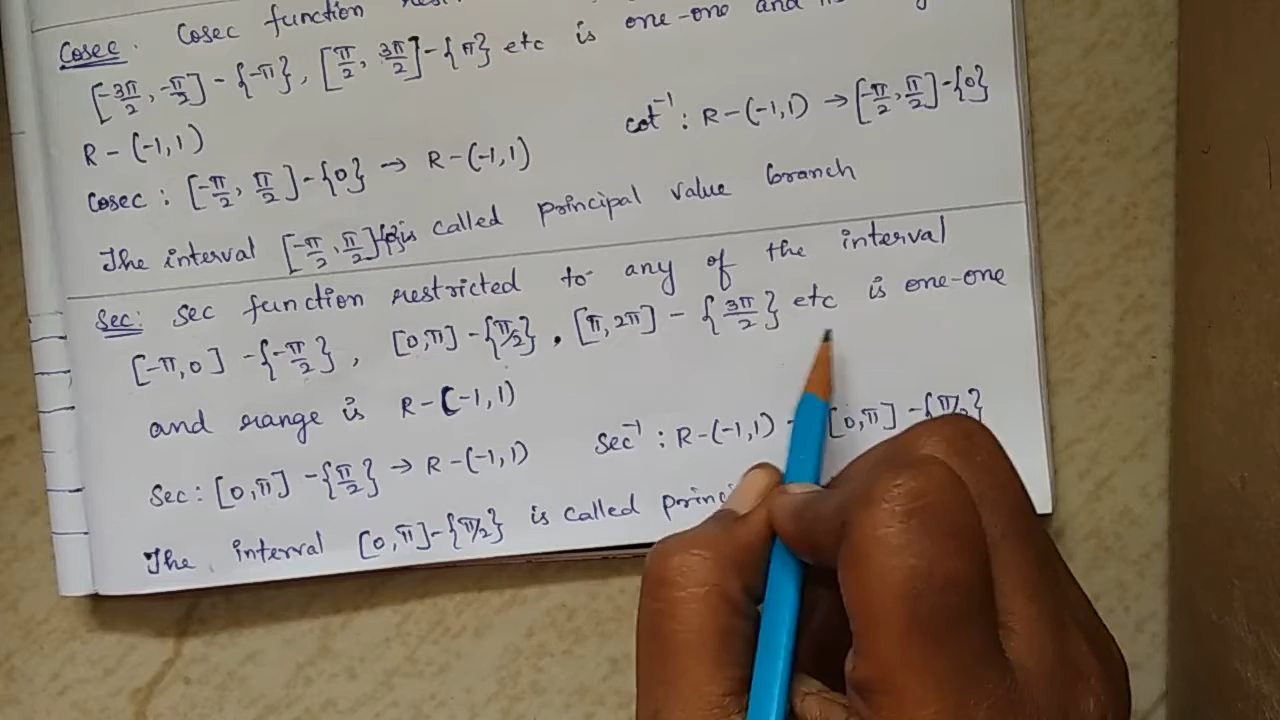 Cosec. Cosec function
[-3π/2, -π/2] - {-π}, [π/2, 3π/2] - {π} etc is one-one and
R - (-1,1)
cot⁻¹ : R - (-1,1) → [-π/2, π/2] - {0}
Cosec : [-π/2, π/2] - {0} → R - (-1,1)
The interval [-π/2, π/2] - {0} is called principal value branch
Sec: Sec function restricted to any of the interval
[-π,0] - {-π/2}, [0,π] - {π/2}, [π,2π] - {3π/2} etc is one-one
and range is R - (-1,1)
Sec : [0,π] - {π/2} → R - (-1,1)
Sec⁻¹ : R - (-1,1) [0,π] - {π/2}
The interval [0,π] - {π/2} is called